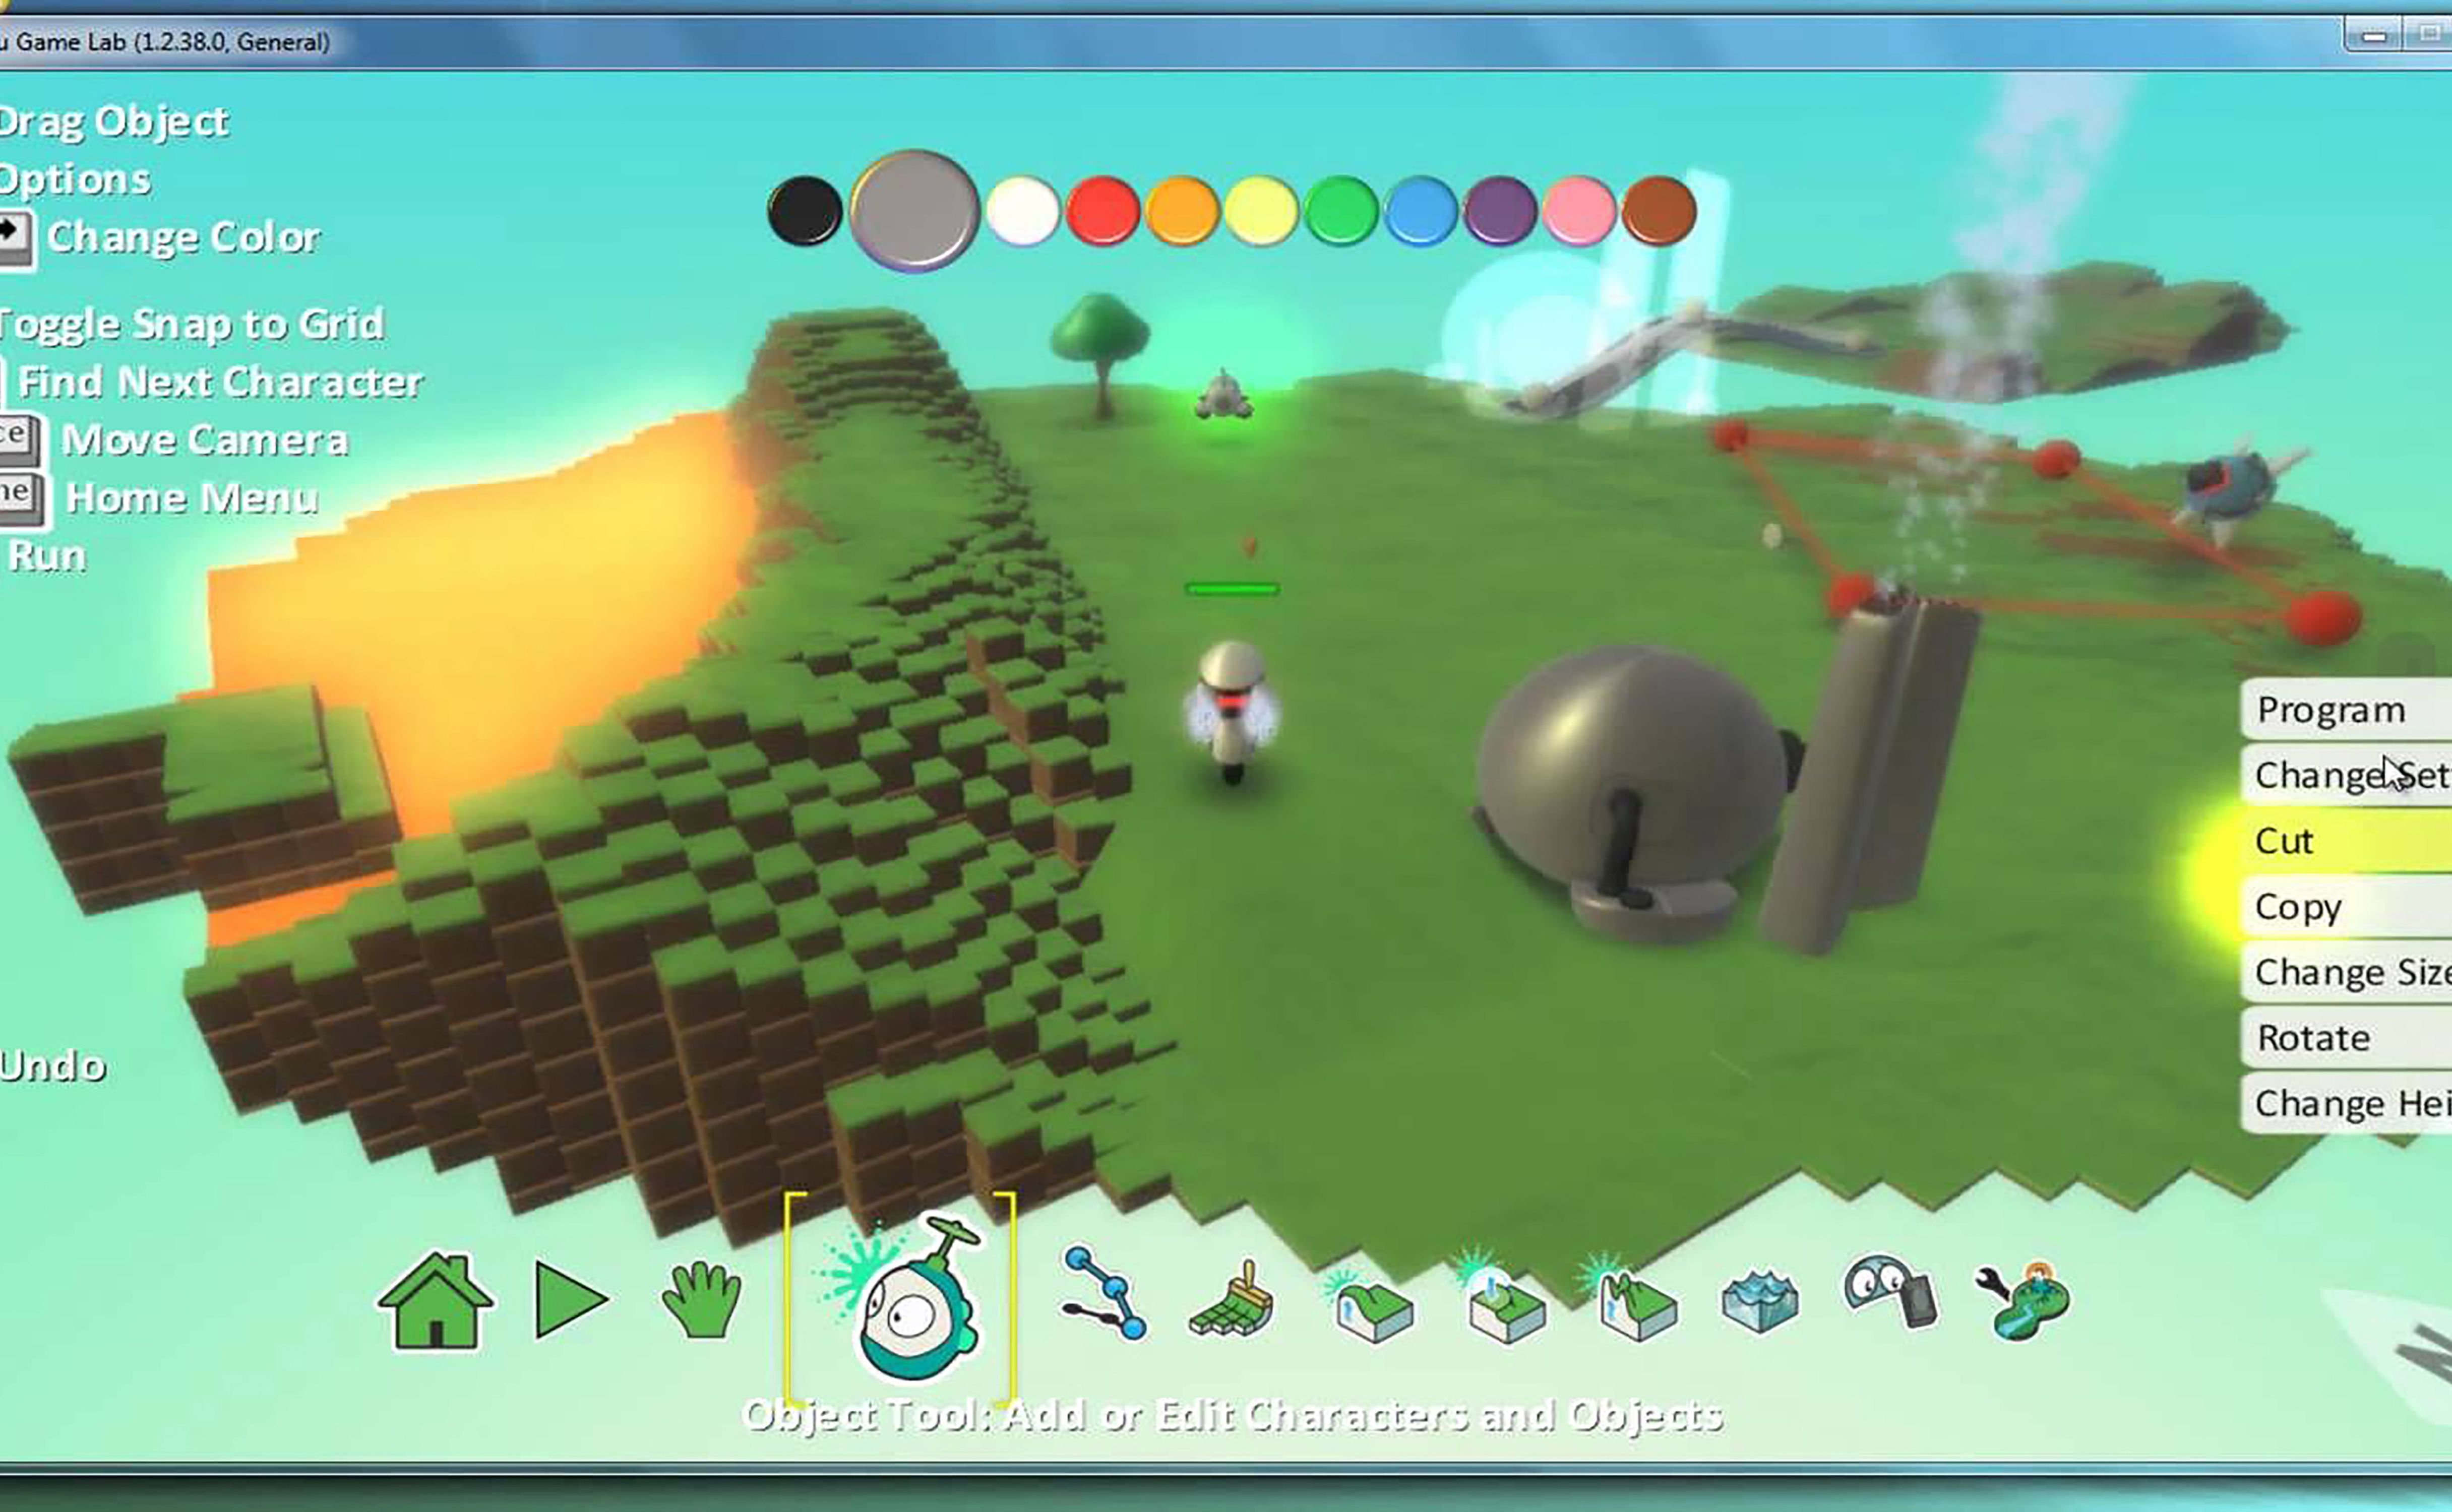 u Game Lab (1.2.38.0, General)
Drag Object
Options
Change Color
Toggle Snap to Grid
Find Next Character
ce Move Camera
me Home Menu
Run
Program
Change Set
Cut
Copy
Change Size
Rotate
Change Hei
Undo
N
Object Tool: Add or Edit Characters and Objects